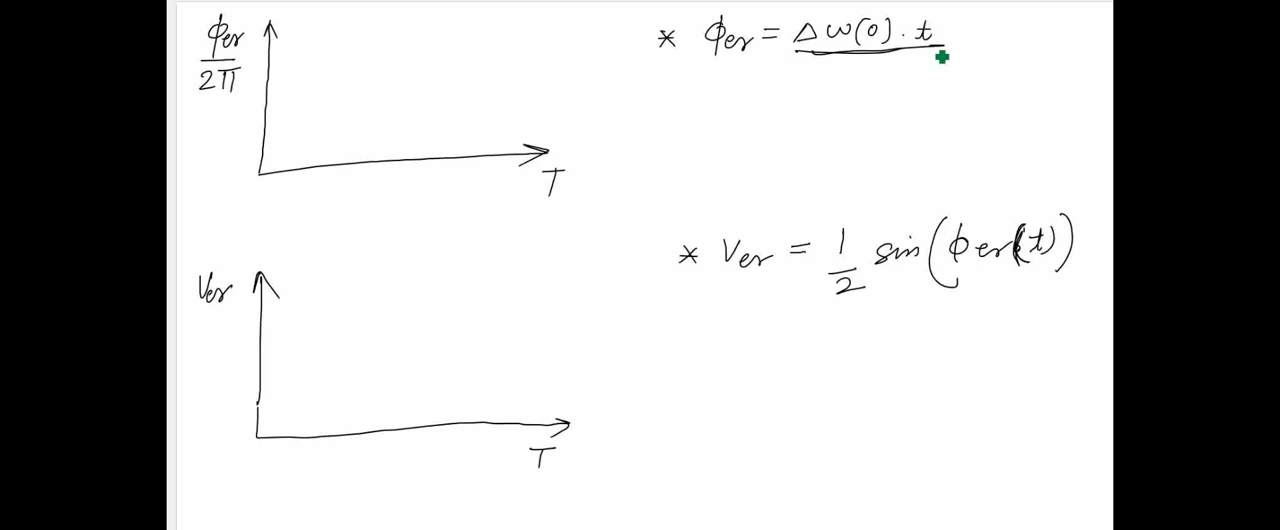 ϕer
2π
T
* ϕer = Δω(0) . t
Ver
T
* Ver = 1/2 sin(ϕer(t))